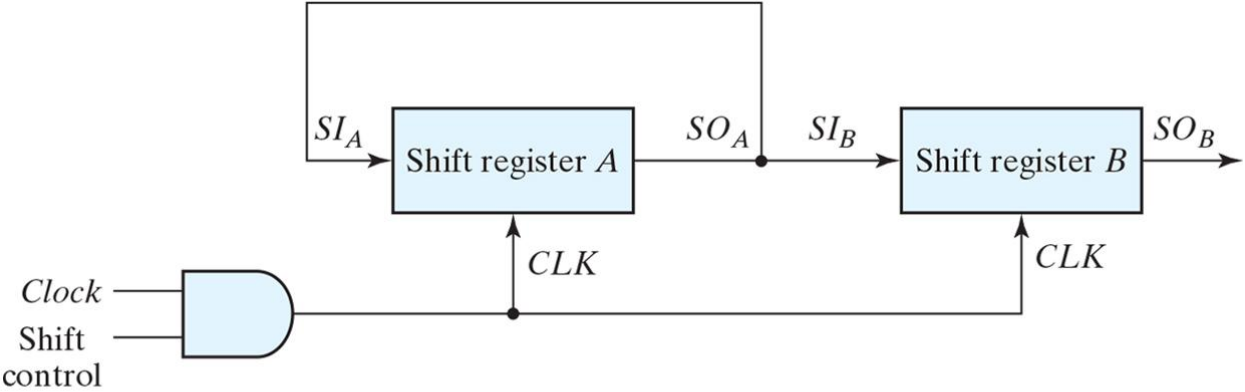 SI_A
Shift register A
SO_A
SI_B
Shift register B
SO_B
CLK
CLK
Clock
Shift
control